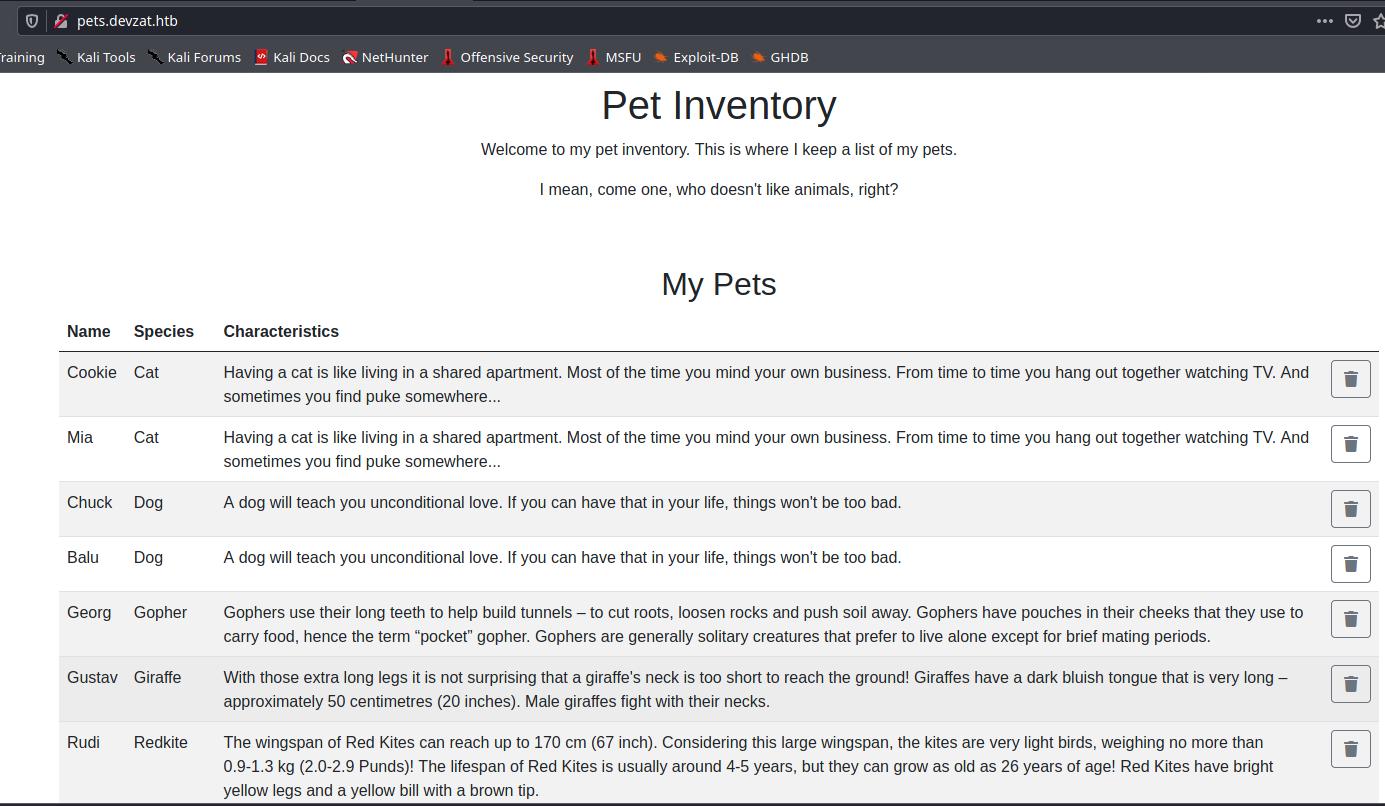 pets.devzat.htb
raining Kali Tools Kali Forums Kali Docs NetHunter Offensive Security MSFU Exploit-DB GHDB
Pet Inventory
Welcome to my pet inventory. This is where I keep a list of my pets.
I mean, come one, who doesn't like animals, right?
My Pets
Name Species Characteristics
Cookie Cat Having a cat is like living in a shared apartment. Most of the time you mind your own business. From time to time you hang out together watching TV. And
sometimes you find puke somewhere...
Mia Cat Having a cat is like living in a shared apartment. Most of the time you mind your own business. From time to time you hang out together watching TV. And
sometimes you find puke somewhere...
Chuck Dog A dog will teach you unconditional love. If you can have that in your life, things won't be too bad.
Balu Dog A dog will teach you unconditional love. If you can have that in your life, things won't be too bad.
Georg Gopher Gophers use their long teeth to help build tunnels – to cut roots, loosen rocks and push soil away. Gophers have pouches in their cheeks that they use to
carry food, hence the term “pocket” gopher. Gophers are generally solitary creatures that prefer to live alone except for brief mating periods.
Gustav Giraffe With those extra long legs it is not surprising that a giraffe's neck is too short to reach the ground! Giraffes have a dark bluish tongue that is very long –
approximately 50 centimetres (20 inches). Male giraffes fight with their necks.
Rudi Redkite The wingspan of Red Kites can reach up to 170 cm (67 inch). Considering this large wingspan, the kites are very light birds, weighing no more than
0.9-1.3 kg (2.0-2.9 Punds)! The lifespan of Red Kites is usually around 4-5 years, but they can grow as old as 26 years of age! Red Kites have bright
yellow legs and a yellow bill with a brown tip.